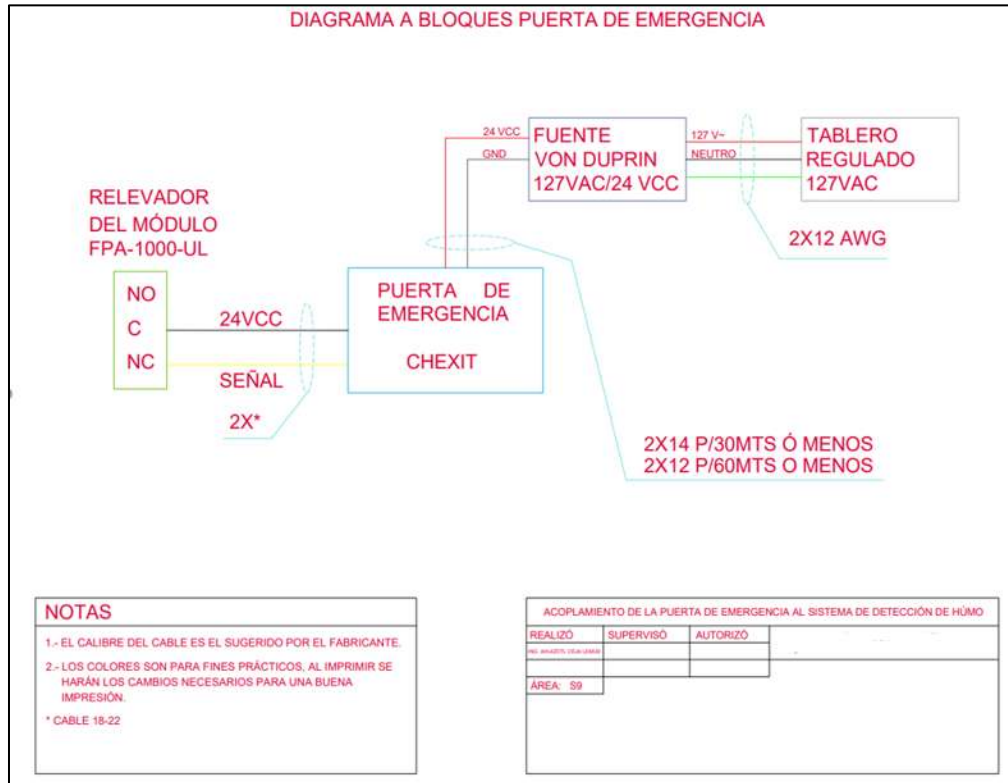 DIAGRAMA A BLOQUES PUERTA DE EMERGENCIA
24 VCC
GND
FUENTE
VON DUPRIN
127VAC/24 VCC
127 V~
NEUTRO
TABLERO
REGULADO
127VAC
2X12 AWG
RELEVADOR
DEL MÓDULO
FPA-1000-UL
NO
C
NC
24VCC
SEÑAL
2X*
PUERTA DE
EMERGENCIA
CHEXIT
2X14 P/30MTS Ó MENOS
2X12 P/60MTS O MENOS
NOTAS
1.- EL CALIBRE DEL CABLE ES EL SUGERIDO POR EL FABRICANTE.
2.- LOS COLORES SON PARA FINES PRÁCTICOS, AL IMPRIMIR SE
HARÁN LOS CAMBIOS NECESARIOS PARA UNA BUENA
IMPRESIÓN.
* CABLE 18-22
ACOPLAMIENTO DE LA PUERTA DE EMERGENCIA AL SISTEMA DE DETECCIÓN DE HÚMO
REALIZÓ
SUPERVISÓ
AUTORIZÓ
ÁREA: S9